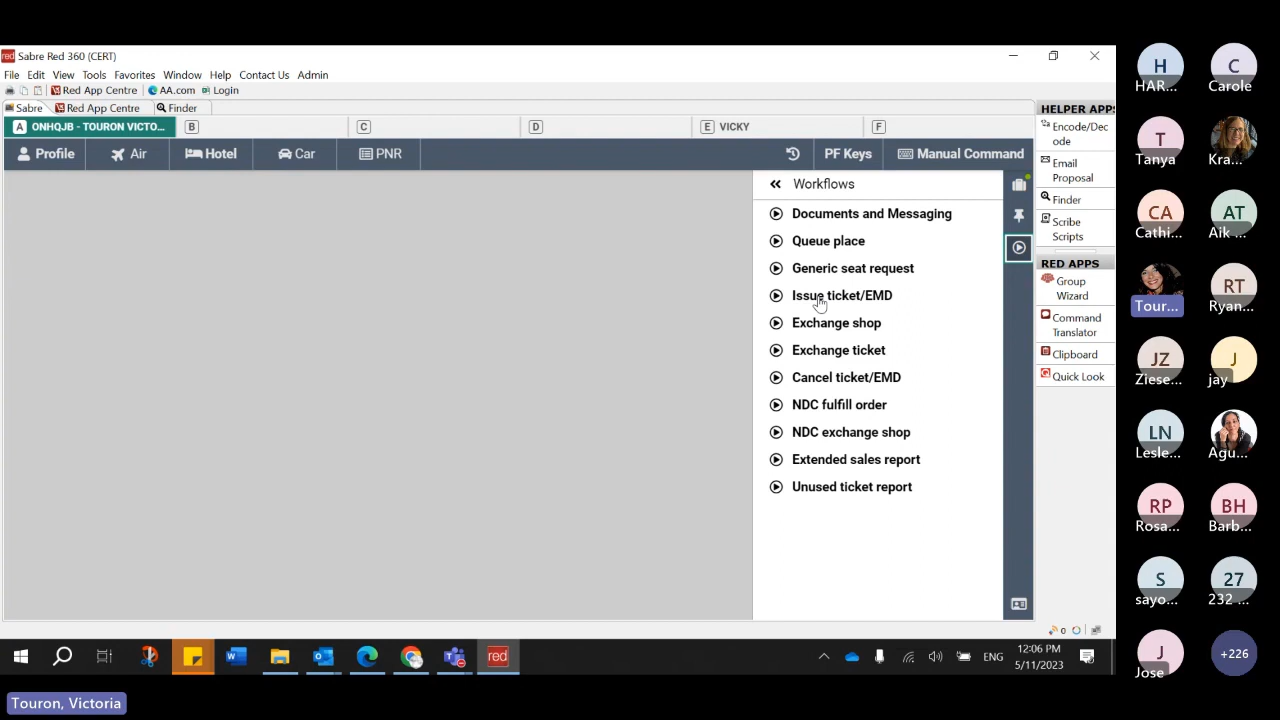 red Sabre Red 360 (CERT)
File Edit View Tools Favorites Window Help Contact Us Admin
Red App Centre AA.com Login
Sabre Red App Centre Finder
A ONHQJB - TOURON VICTO... B C D E VICKY F
Profile Air Hotel Car PNR PF Keys Manual Command
Workflows
Documents and Messaging
Queue place
Generic seat request
Issue ticket/EMD
Exchange shop
Exchange ticket
Cancel ticket/EMD
NDC fulfill order
NDC exchange shop
Extended sales report
Unused ticket report
HELPER APPS
Encode/Dec
ode
Email
Proposal
Finder
Scribe
Scripts
RED APPS
Group
Wizard
Command
Translator
Clipboard
Quick Look
0
red
ENG
12:06 PM
5/11/2023
Touron, Victoria
H C
HAR... Carole
T
Tanya Kra...
CA AT
Cathi... Aik ...
RT
Tour... Ryan...
JZ J
Ziese... jay
LN
Lesle... Agu...
RP BH
Rosa... Barb...
S 27
sayo... 232 ...
J +226
Jose